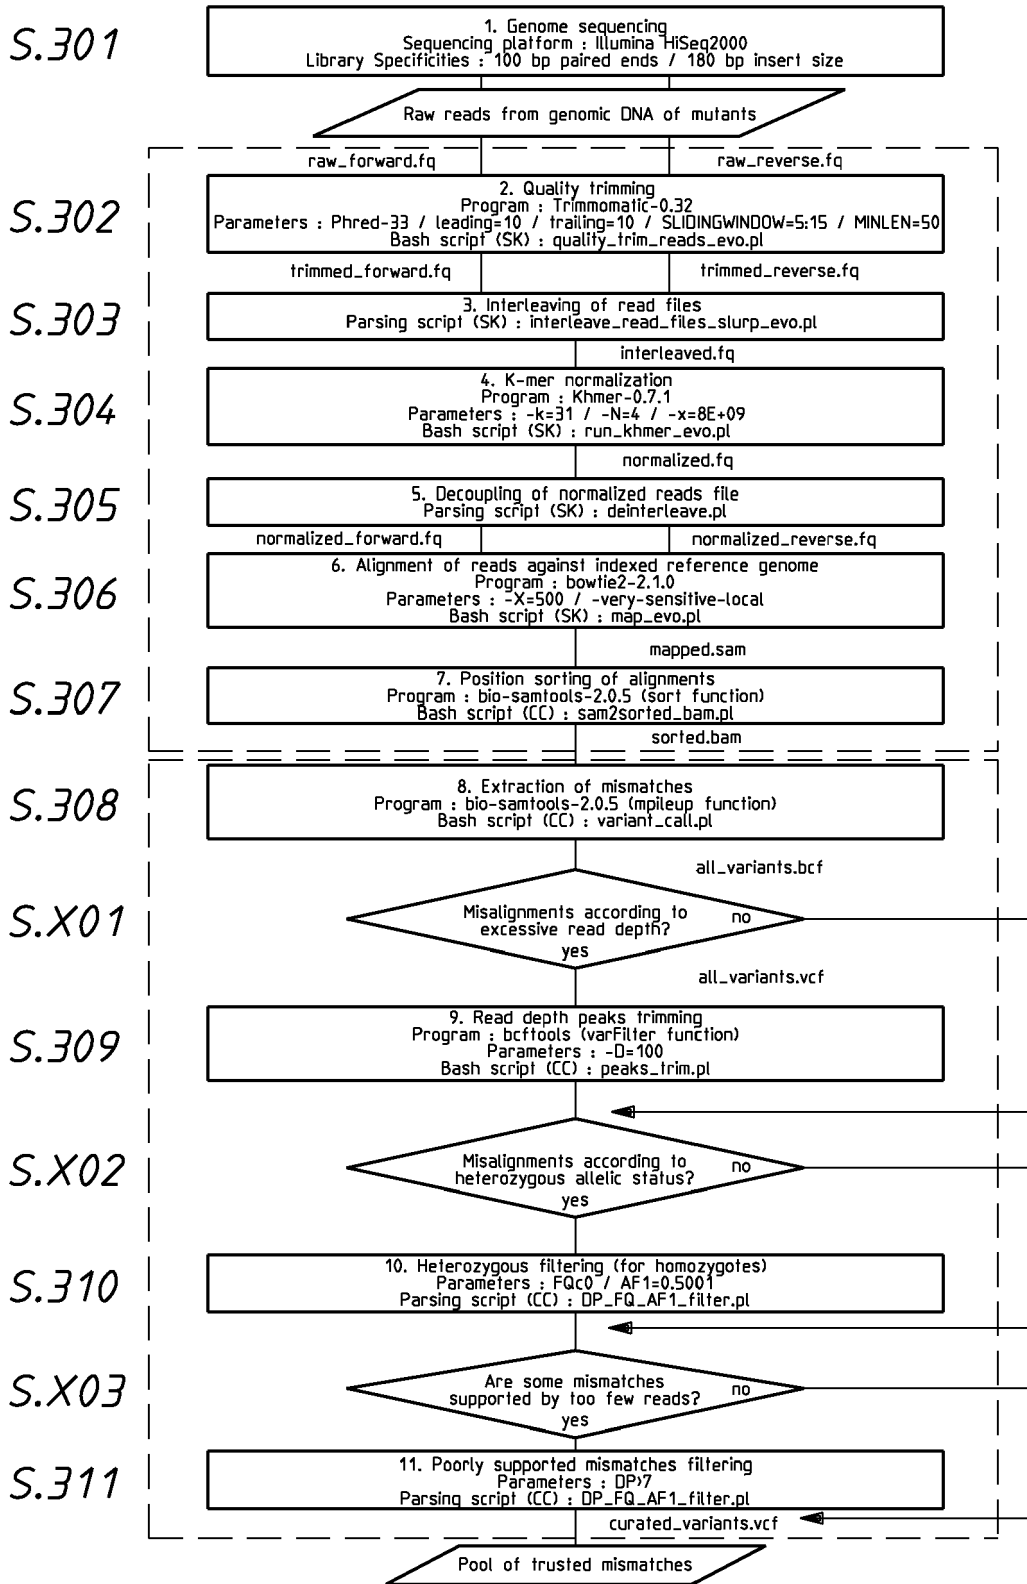 S.301
1. Genome sequencing
Sequencing platform : Illumina HiSeq2000
Library Specificities : 100 bp paired ends / 180 bp insert size
Raw reads from genomic DNA of mutants
raw_forward.fq
raw_reverse.fq
S.302
2. Quality trimming
Program : Trimmomatic-0.32
Parameters : Phred-33 / leading=10 / trailing=10 / SLIDINGWINDOW=5:15 / MINLEN=50
Bash script (SK) : quality_trim_reads_evo.pl
trimmed_forward.fq
trimmed_reverse.fq
S.303
3. Interleaving of read files
Parsing script (SK) : interleave_read_files_slurp_evo.pl
interleaved.fq
S.304
4. K-mer normalization
Program : Khmer-0.7.1
Parameters : -k=31 / -N=4 / -x=8E+09
Bash script (SK) : run_khmer_evo.pl
normalized.fq
S.305
5. Decoupling of normalized reads file
Parsing script (SK) : deinterleave.pl
normalized_forward.fq
normalized_reverse.fq
S.306
6. Alignment of reads against indexed reference genome
Program : bowtie2-2.1.0
Parameters : -X=500 / -very-sensitive-local
Bash script (SK) : map_evo.pl
mapped.sam
S.307
7. Position sorting of alignments
Program : bio-samtools-2.0.5 (sort function)
Bash script (CC) : sam2sorted_bam.pl
sorted.bam
S.308
8. Extraction of mismatches
Program : bio-samtools-2.0.5 (mpileup function)
Bash script (CC) : variant_call.pl
all_variants.bcf
S.X01
Misalignments according to
excessive read depth?
no
yes
all_variants.vcf
S.309
9. Read depth peaks trimming
Program : bcftools (varFilter function)
Parameters : -D=100
Bash script (CC) : peaks_trim.pl
S.X02
Misalignments according to
heterozygous allelic status?
no
yes
S.310
10. Heterozygous filtering (for homozygotes)
Parameters : FQc0 / AF1=0.5001
Parsing script (CC) : DP_FQ_AF1_filter.pl
S.X03
Are some mismatches
supported by too few reads?
no
yes
S.311
11. Poorly supported mismatches filtering
Parameters : DP>7
Parsing script (CC) : DP_FQ_AF1_filter.pl
curated_variants.vcf
Pool of trusted mismatches